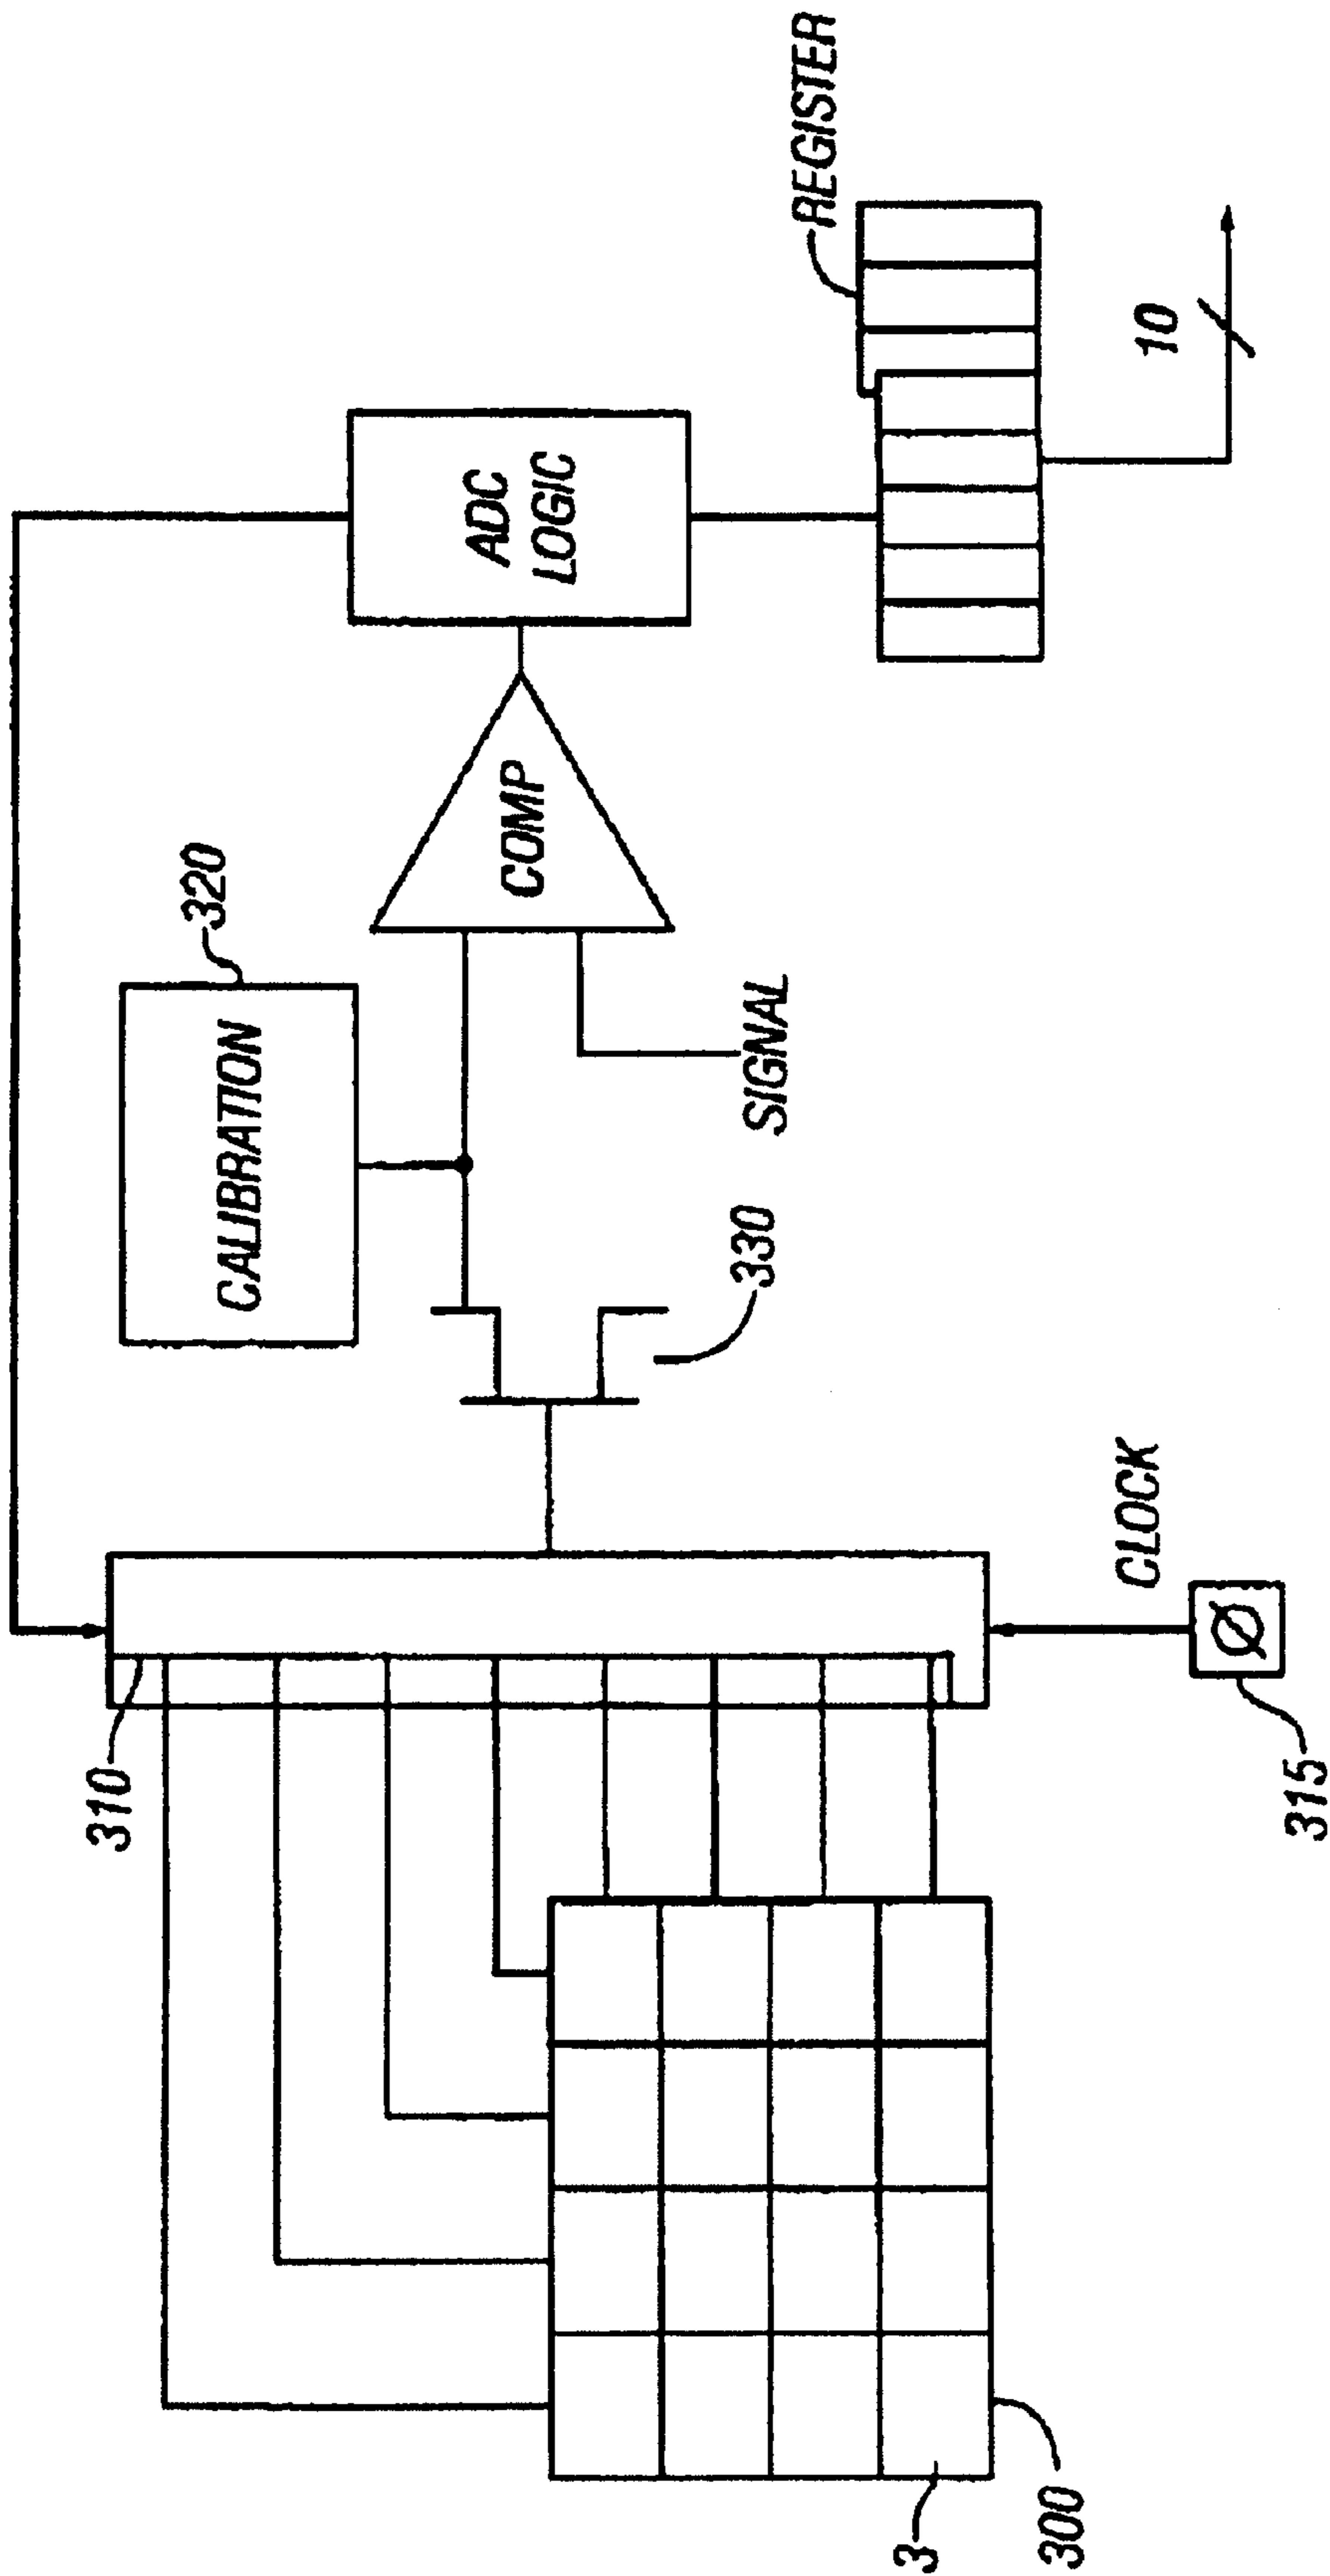 310
CALIBRATION
320
330
SIGNAL
COMP
ADC
LOGIC
REGISTER
10
CLOCK
Ø
315
3
300